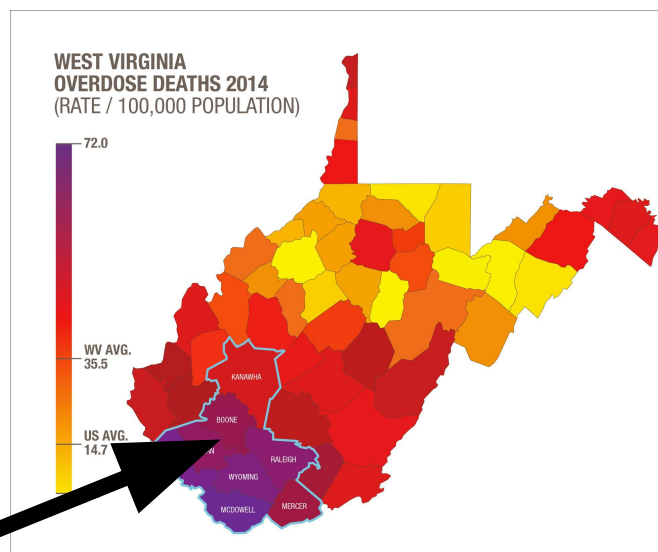 WEST VIRGINIA
OVERDOSE DEATHS 2014
(RATE / 100,000 POPULATION)
72.0
WV AVG.
35.5
US AVG.
14.7
KANAWHA
BOONE
RALEIGH
WYOMING
MCDOWELL
MERCER